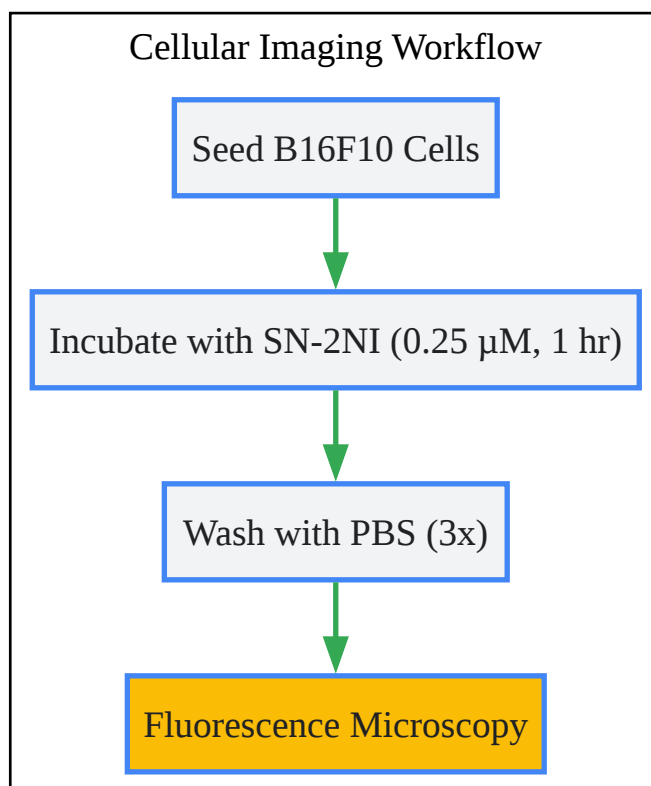 Cellular Imaging Workflow
Seed B16F10 Cells
Incubate with SN-2NI (0.25 µM, 1 hr)
Wash with PBS (3x)
Fluorescence Microscopy